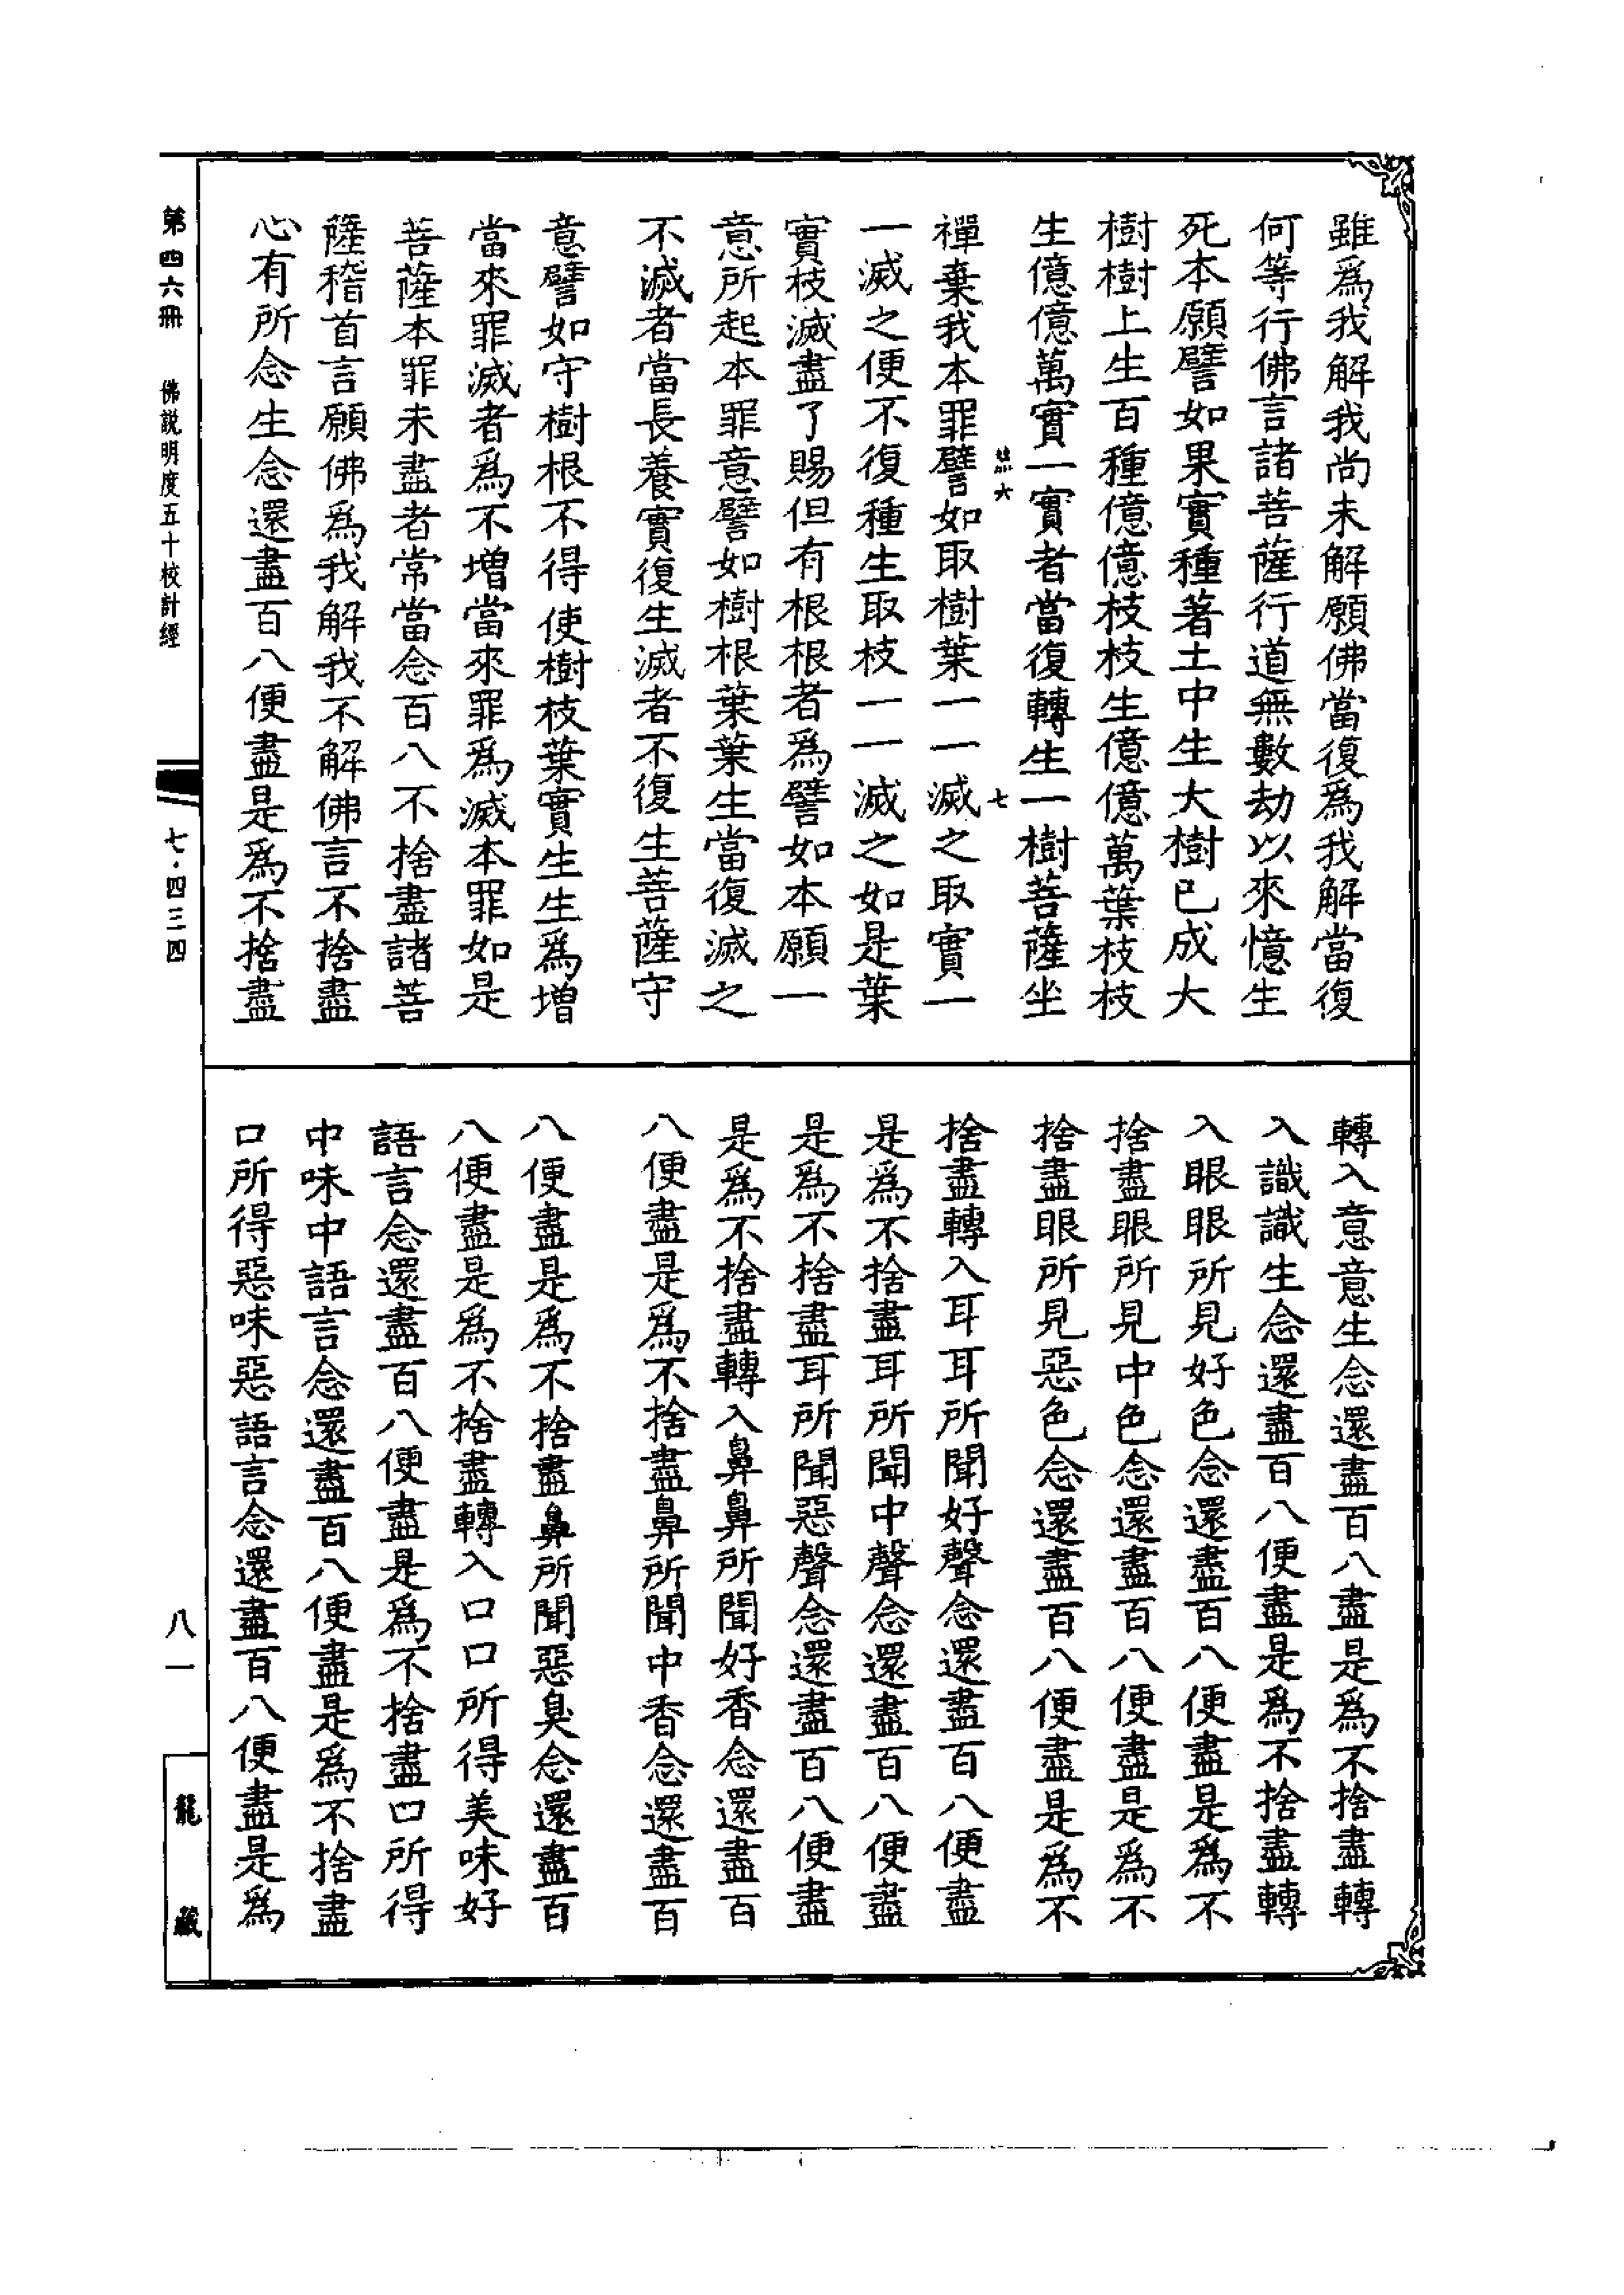 雖爲我解我尚未解願佛當復爲我解當復
何等行佛言諸菩薩行道無數劫以來憶生
死本願譬如果實種著土中生大樹已成大
樹樹上生百種億億枝枝生億億萬葉枝枝
生億億萬實一實者當復轉生一樹菩薩坐
禪棄我本罪譬如取樹葉一一滅之取實一
一滅之便不復種生取枝一一滅之如是葉
實枝滅盡了賜但有根根者爲譬如本願一
意所起本罪意譬如樹根葉葉生當復滅之
不滅者當長養實復生滅者不復生菩薩守
意譬如守樹根不得使樹枝葉實生生爲增
當來罪滅者爲不增當來罪爲滅本罪如是
菩薩本罪未盡者常當念百八不捨盡諸菩
薩稽首言願佛爲我解我不解佛言不捨盡
心有所念生念還盡百八便盡是爲不捨盡
轉入意意生念還盡百八盡是爲不捨盡轉
入識識生念還盡百八便盡是爲不捨盡轉
入眼眼所見好色念還盡百八便盡是爲不
捨盡眼所見中色念還盡百八便盡是爲不
捨盡眼所見惡色念還盡百八便盡是爲不
捨盡轉入耳耳所聞好聲念還盡百八便盡
是爲不捨盡耳所聞中聲念還盡百八便盡
是爲不捨盡耳所聞惡聲念還盡百八便盡
是爲不捨盡轉入鼻鼻所聞好香念還盡百
八便盡是爲不捨盡鼻所聞中香念還盡百
八便盡是爲不捨盡鼻所聞惡臭念還盡百
八便盡是爲不捨盡轉入口口所得美味好
語言念還盡百八便盡是爲不捨盡口所得
中味中語言念還盡百八便盡是爲不捨盡
口所得惡味惡語言念還盡百八便盡是爲
六
七
第四六冊 佛説明度五十校計經
七·四三四
八一
龍藏